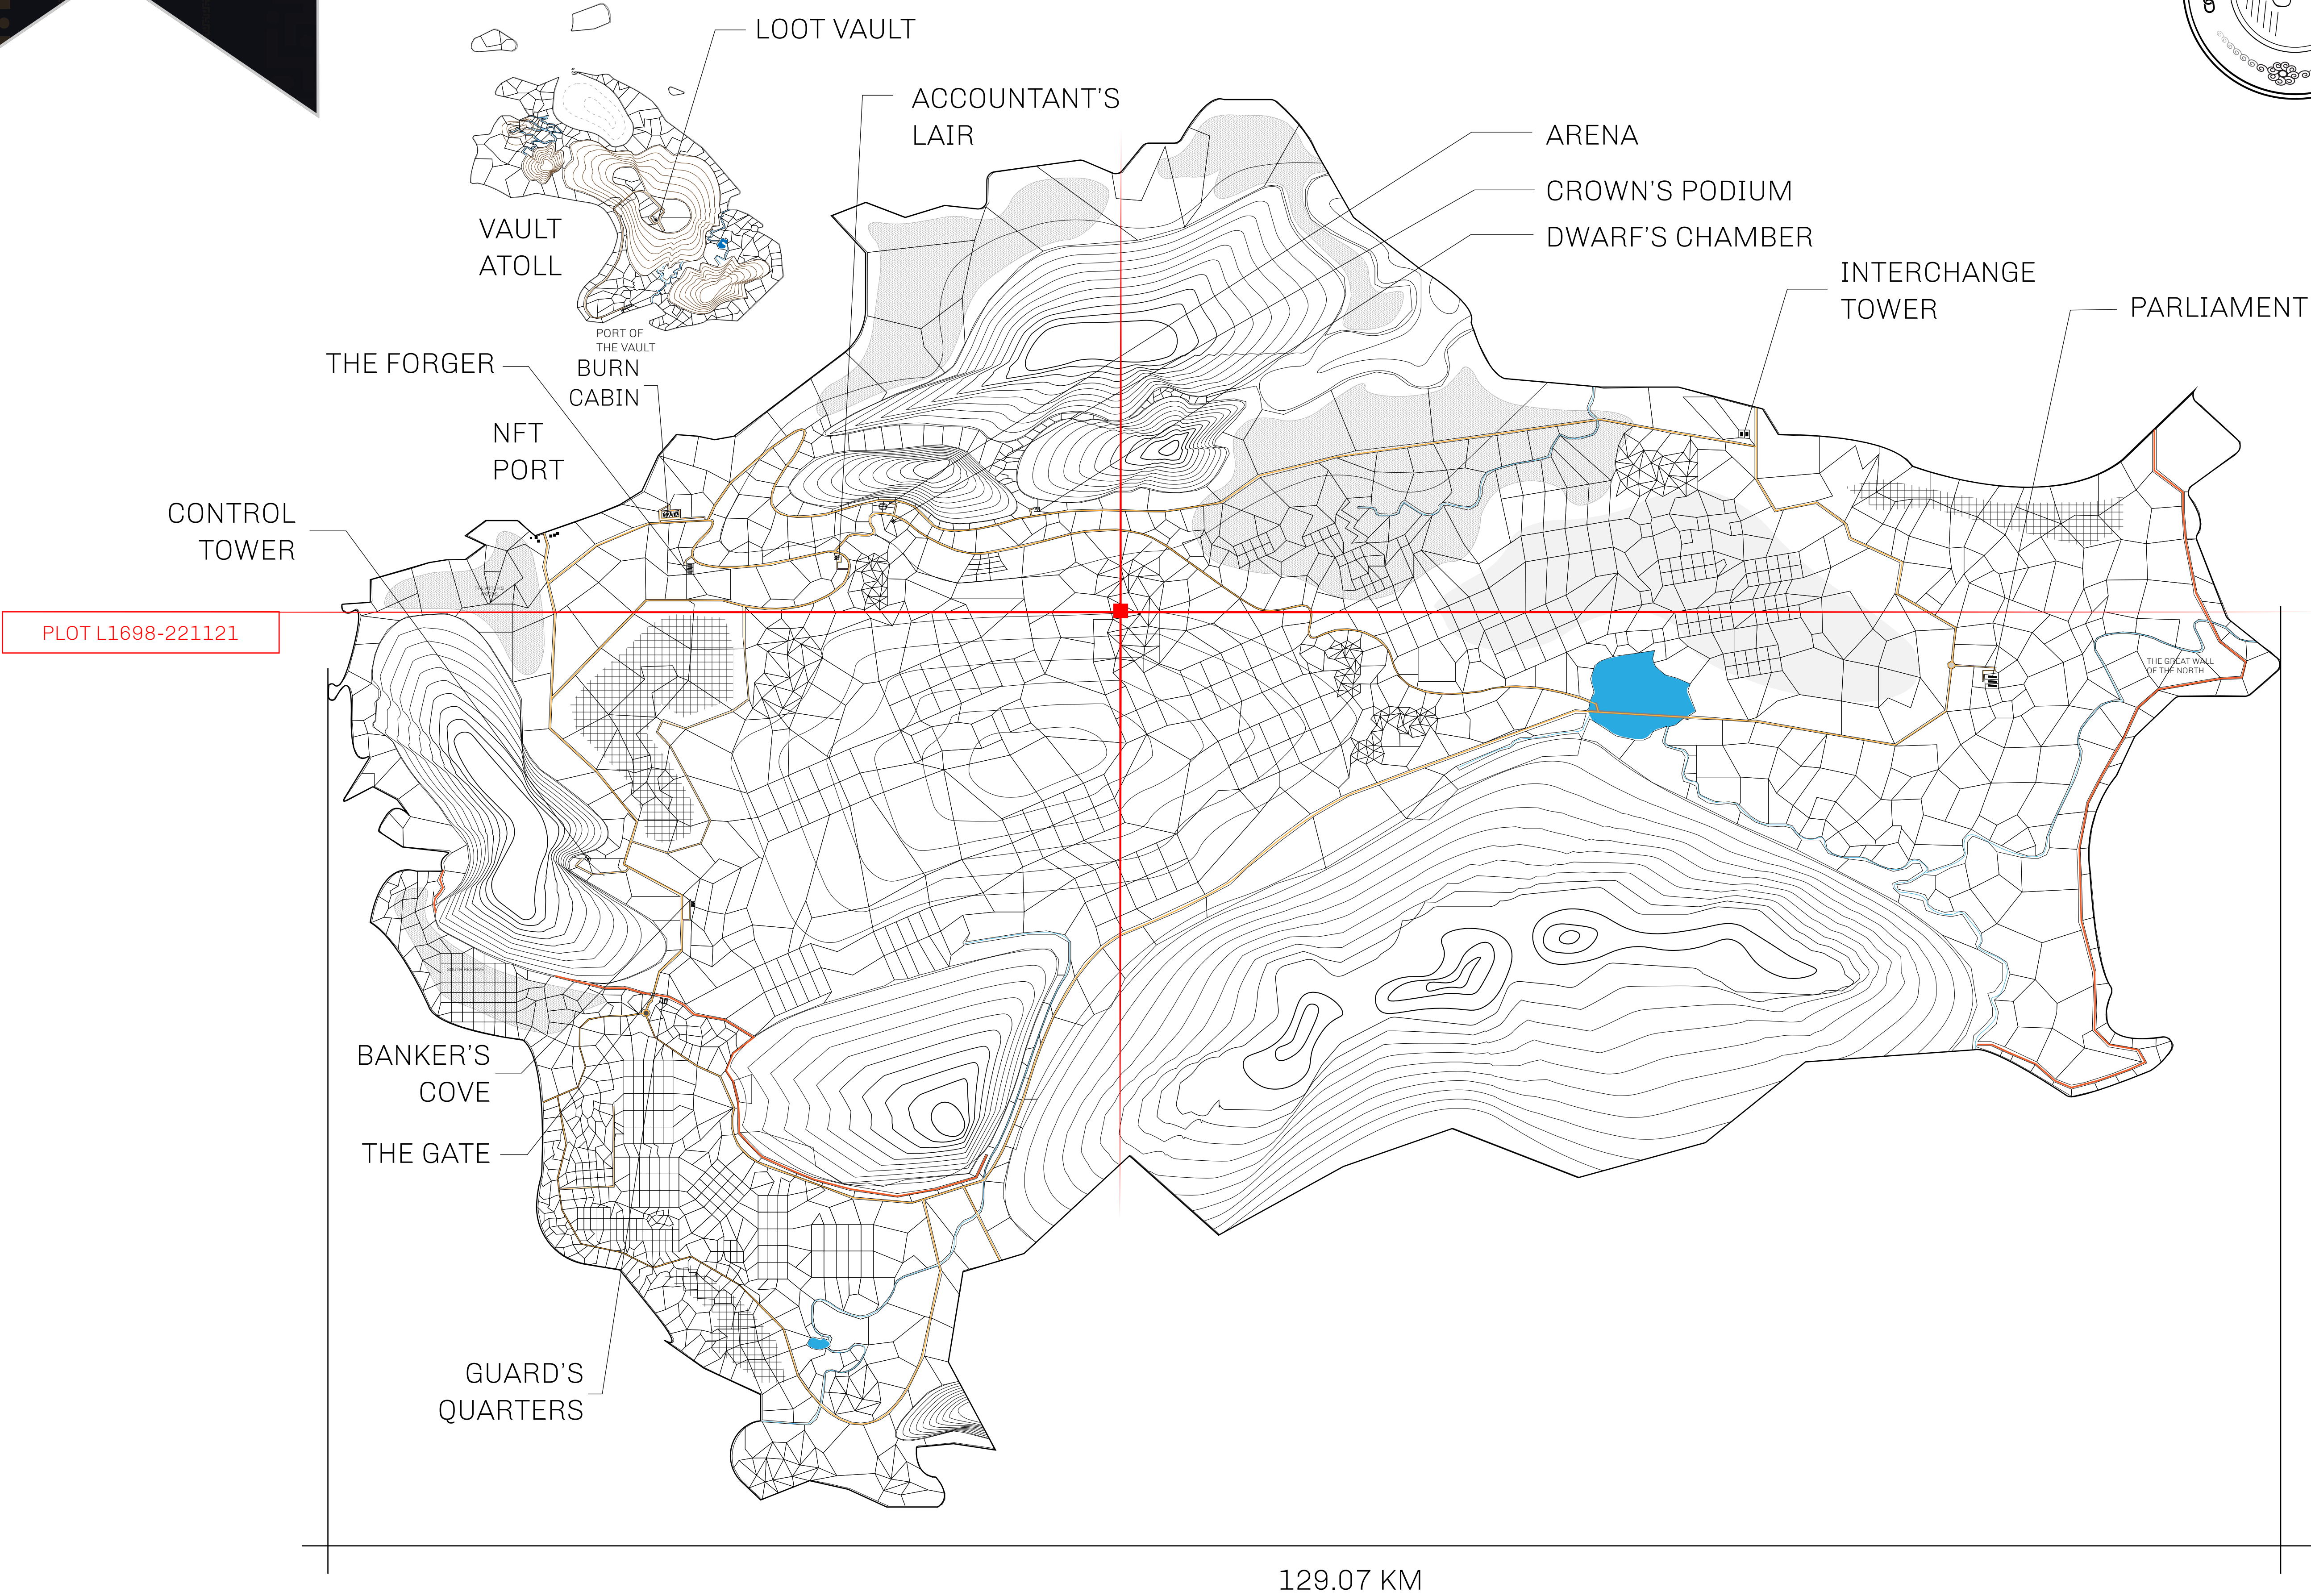 LOOT VAULT
ACCOUNTANT'S
LAIR
ARENA
CROWN'S PODIUM
DWARF'S CHAMBER
VAULT
ATOLL
INTERCHANGE
TOWER
PARLIAMENT
PORT OF
THE VAULT
THE FORGER
BURN
CABIN
NFT
PORT
CONTROL
TOWER
PLOT L1698-221121
THE GREAT WALL
OF THE NORTH
SOUTH RESERVE
BANKER'S
COVE
THE GATE
GUARD'S
QUARTERS
129.07 KM